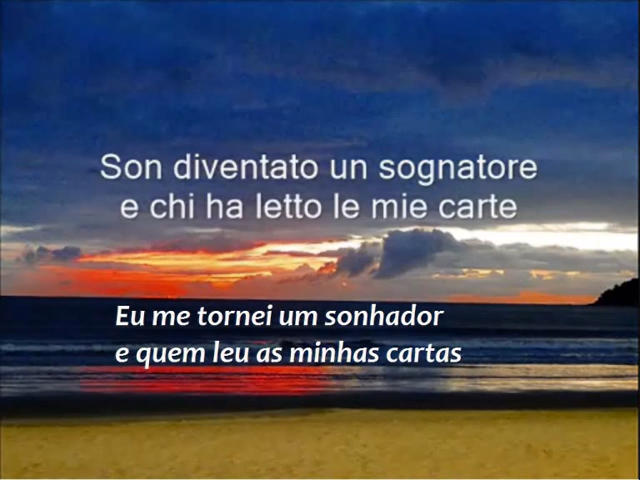 Son diventato un sognatore
e chi ha letto le mie carte
Eu me tornei um sonhador
e quem leu as minhas cartas